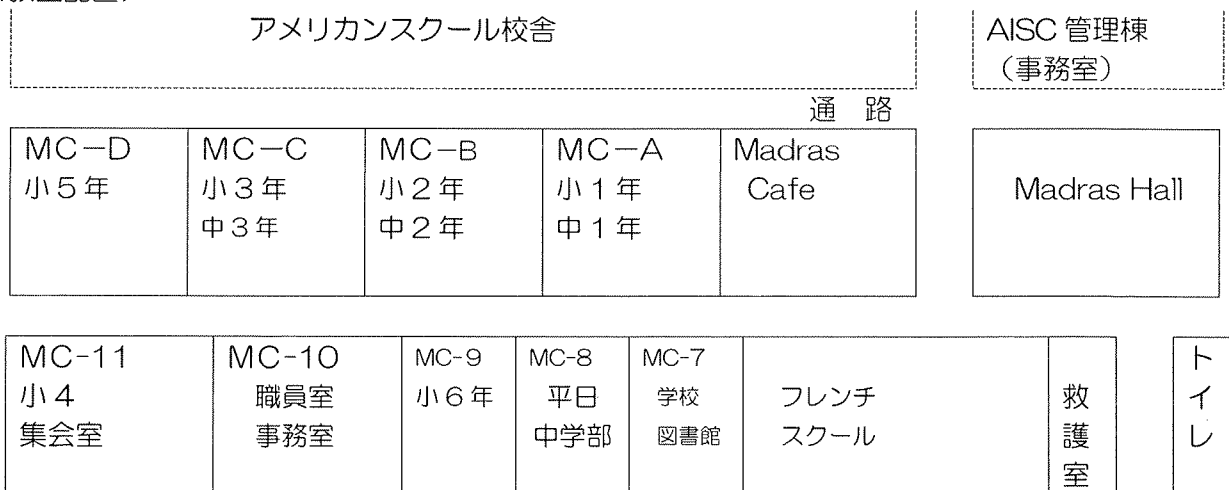 アメリカンスクール校舎
AISC 管理棟
（事務室）
通 路
MC－D
小5年
MC－C
小3年
中3年
MC－B
小2年
中2年
MC－A
小1年
中1年
Madras
Cafe
Madras Hall
MC-11
小4
集会室
MC-10
職員室
事務室
MC-9
小6年
MC-8
平日
中学部
MC-7
学校
図書館
フレンチ
スクール
救護室
トイレ